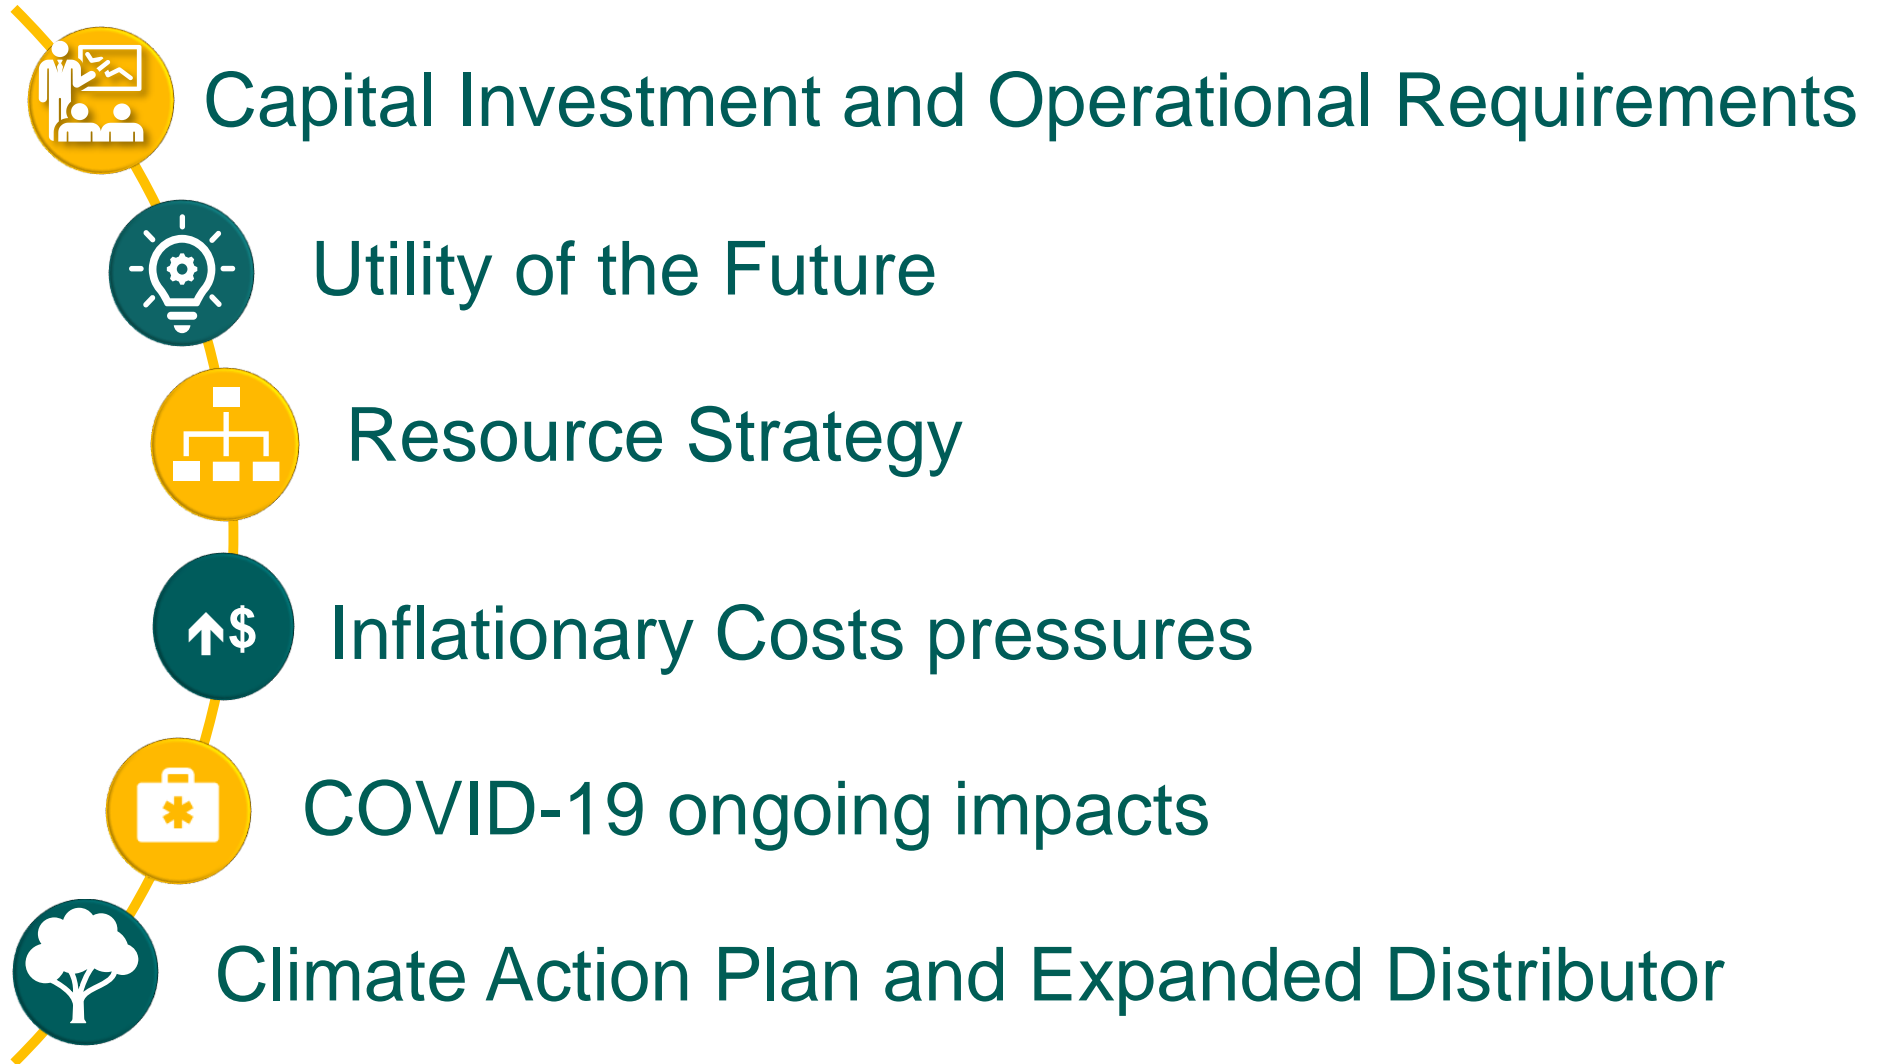 Capital Investment and Operational Requirements
Utility of the Future
Resource Strategy
$
Inflationary Costs pressures
COVID-19 ongoing impacts
Climate Action Plan and Expanded Distributor